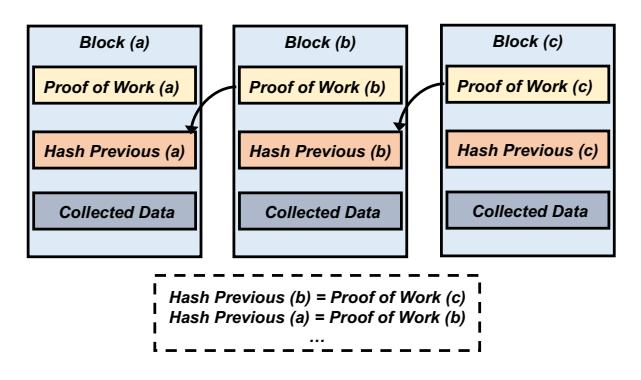 Block (a)
Proof of Work (a)
Hash Previous (a)
Collected Data
Block (b)
Proof of Work (b)
Hash Previous (b)
Collected Data
Block (c)
Proof of Work (c)
Hash Previous (c)
Collected Data
Hash Previous (b) = Proof of Work (c)
Hash Previous (a) = Proof of Work (b)
...